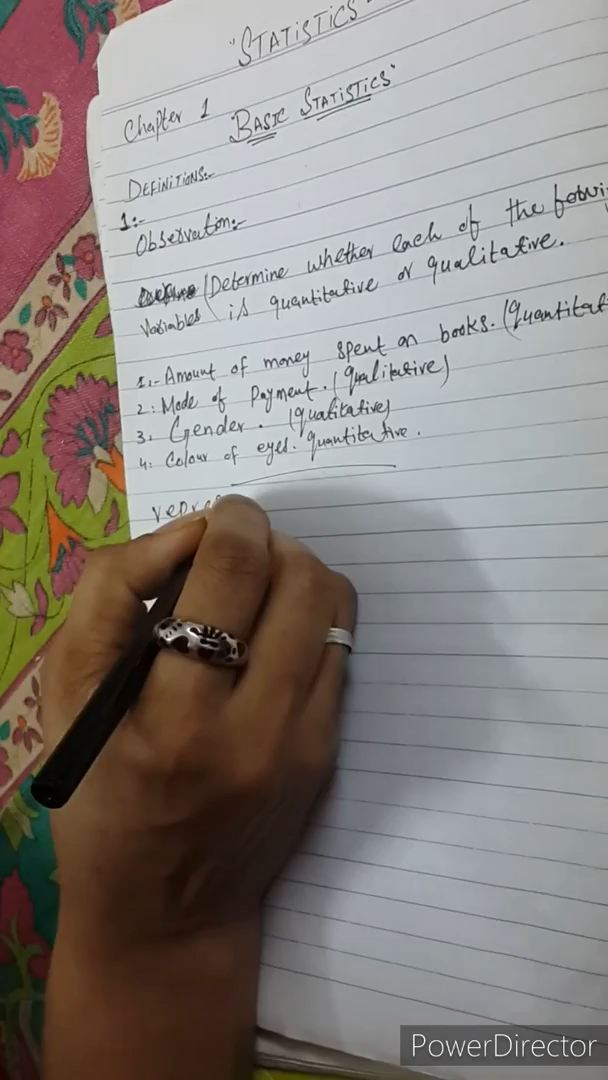 "STATISTICS"
Chapter 1
BASIC STATISTICS"
DEFINITIONS:-
1:-
Observation:-
(Determine whether each of the
Variables is quantitative or qualitative.
1:- Amount of money spent on books. (quantitat
2: Mode of Payment. (qualitative)
3. Gender. (qualitative)
4: Colour of eyes. quantitative.
repre
PowerDirector